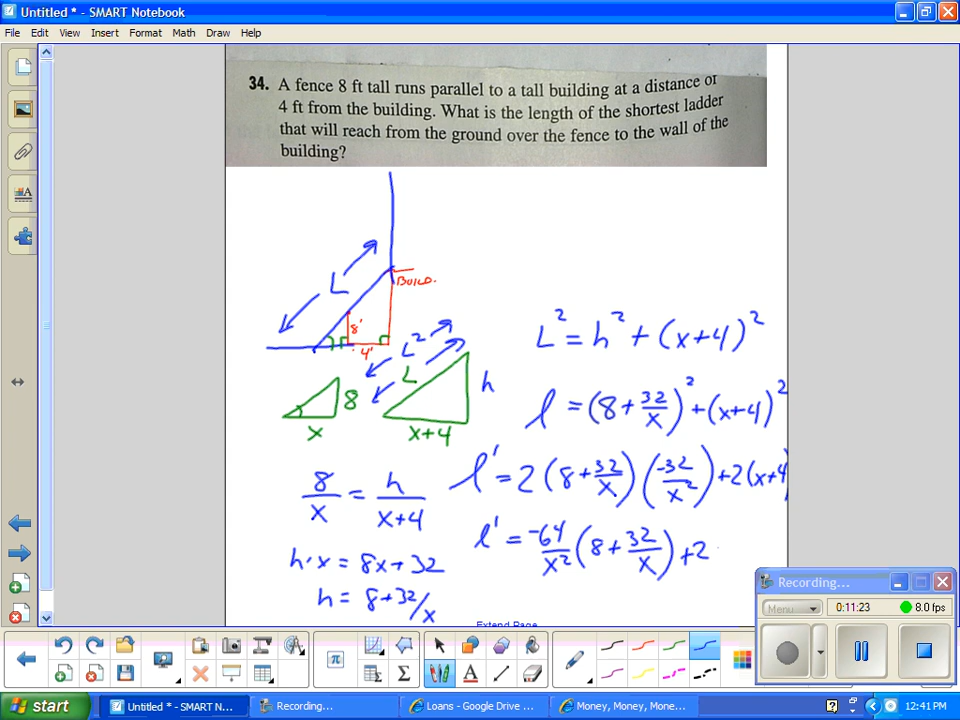 Untitled * - SMART Notebook
File Edit View Insert Format Math Draw Help
34. A fence 8 ft tall runs parallel to a tall building at a distance of
4 ft from the building. What is the length of the shortest ladder
that will reach from the ground over the fence to the wall of the
building?
L
BUILD.
8'
4'
L²
L
h
8
x
x+4
L² = h² + (x+4)²
l = (8 + 32/x)² + (x+4)²
l' = 2(8 + 32/x)(-32/x²) + 2(x+4
l' = -64/x² (8 + 32/x) + 2
8/x = h/x+4
h·x = 8x + 32
h = 8 + 32/x
Extend Page
Recording...
Menu
0:11:23
8.0 fps
start
Untitled * - SMART N...
Recording...
Loans - Google Drive ...
Money, Money, Mone...
12:41 PM